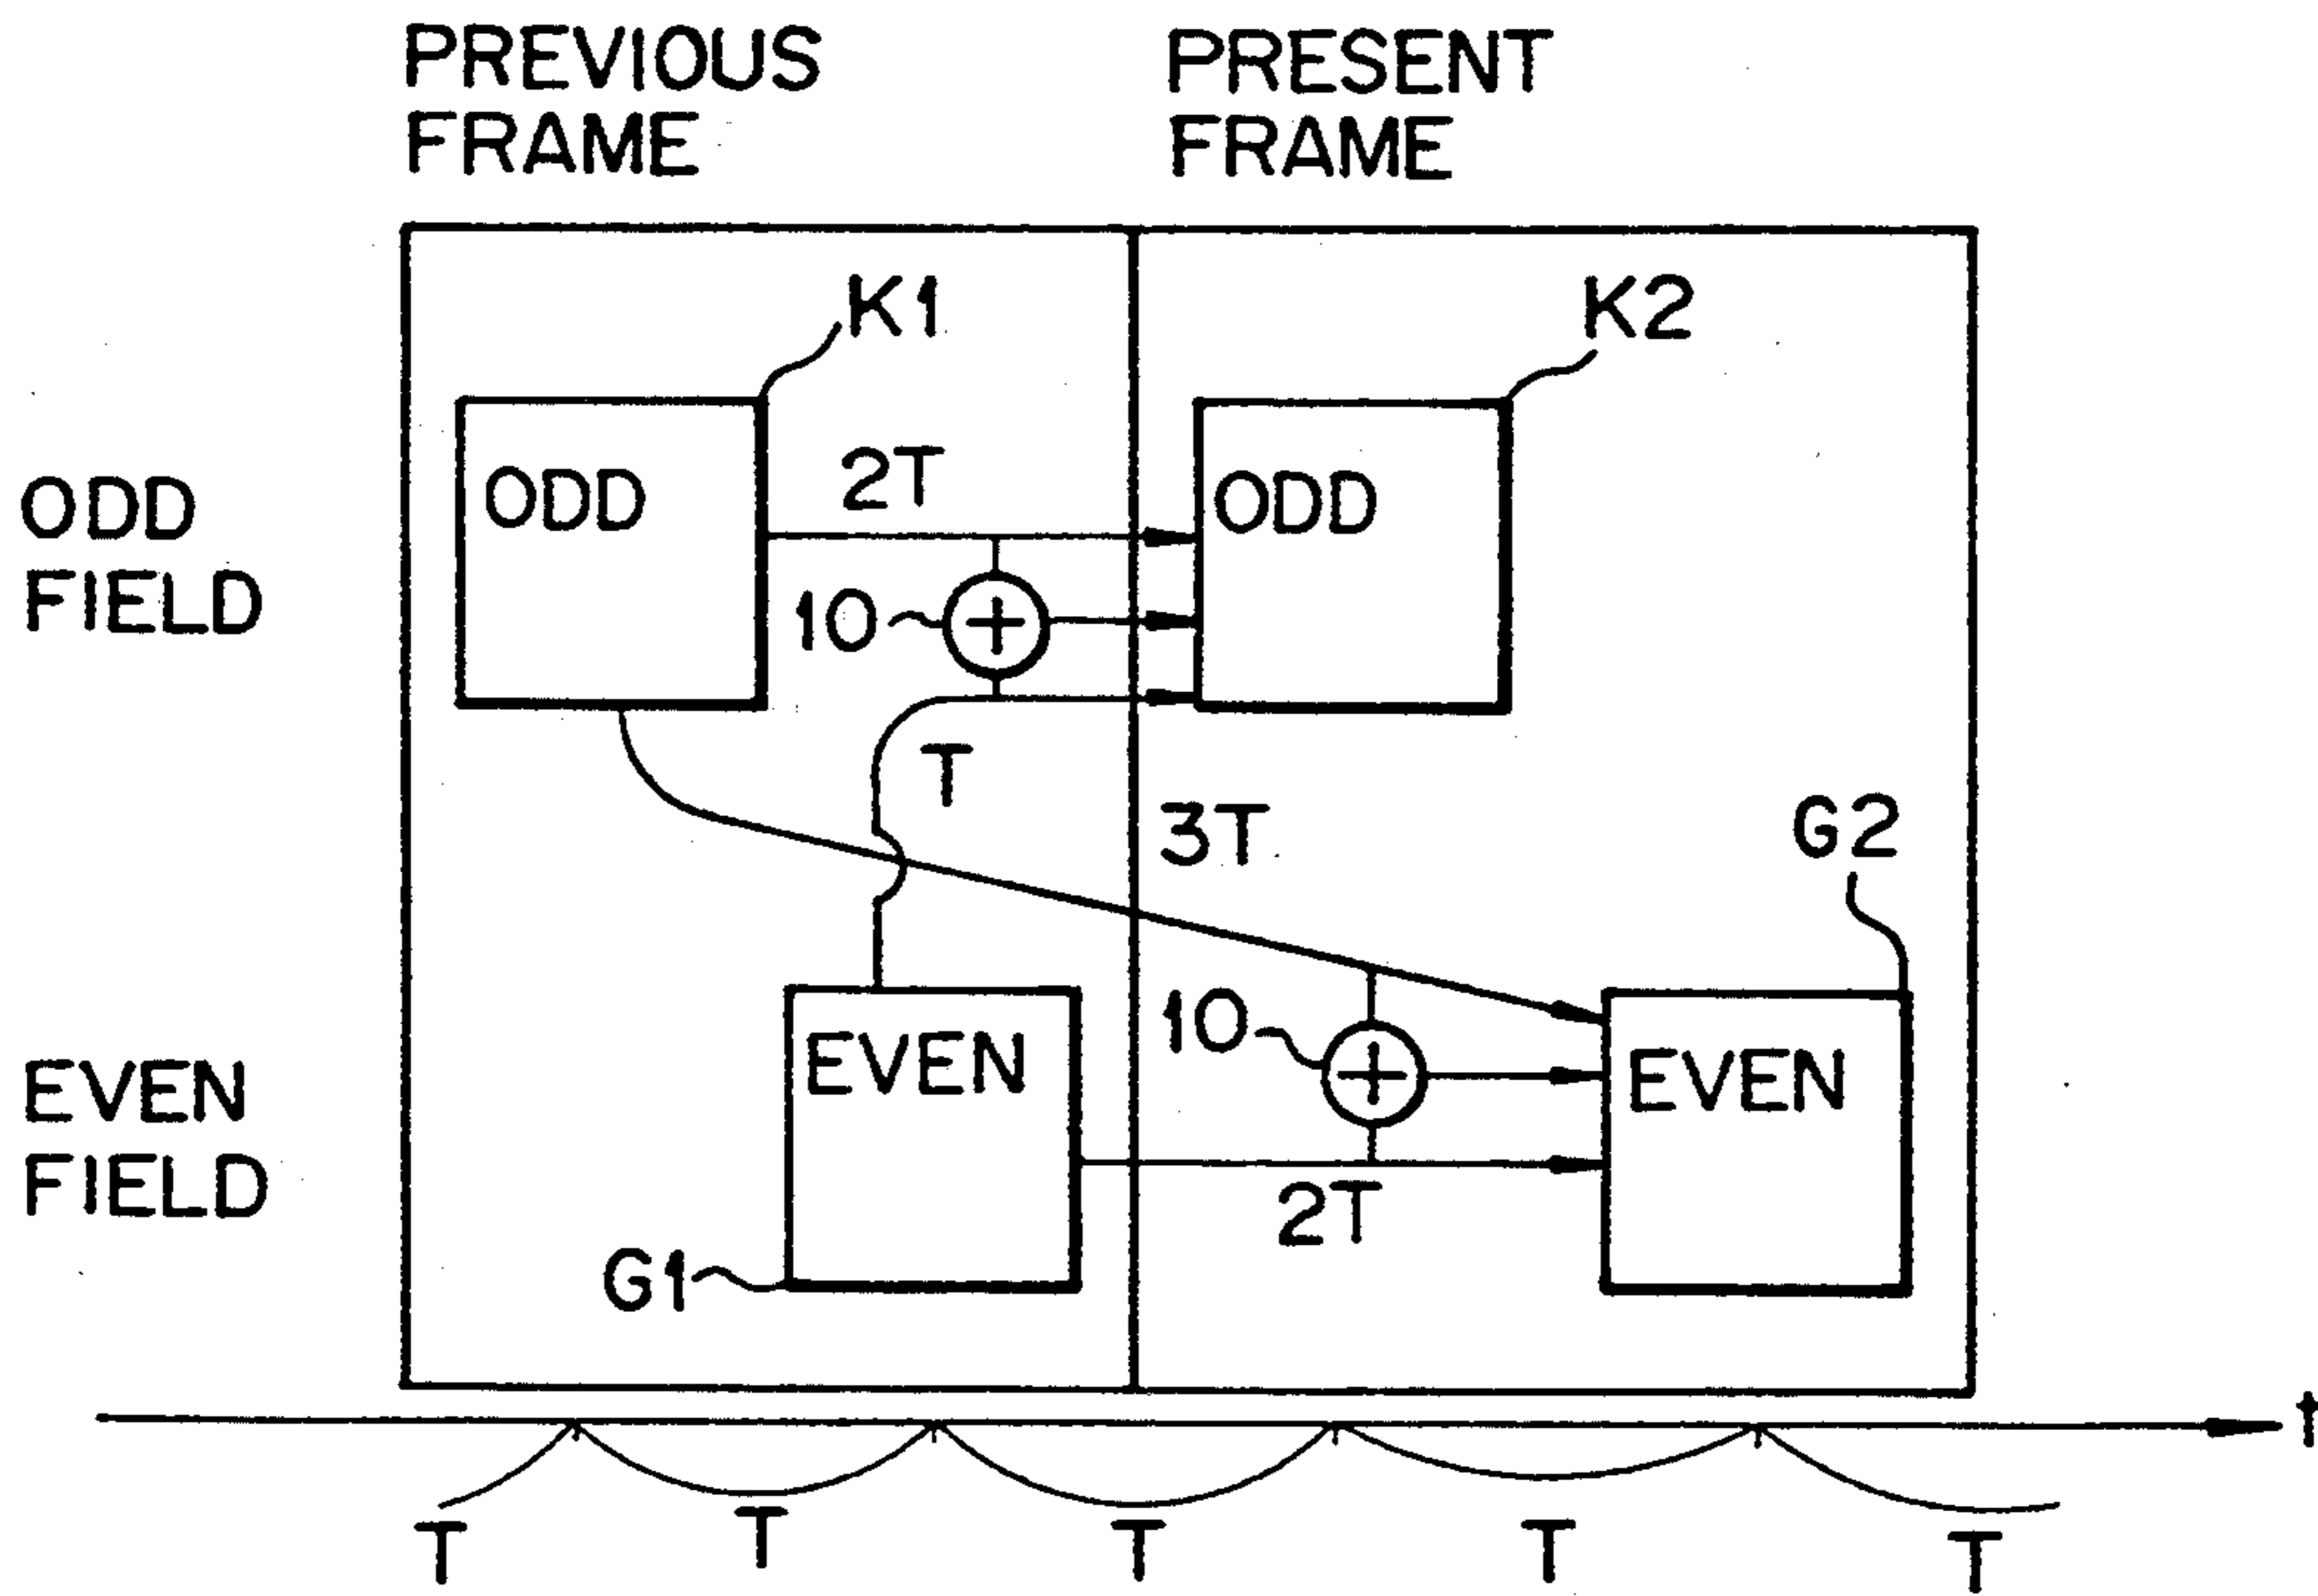 PREVIOUS
FRAME
PRESENT
FRAME
K1
K2
ODD
FIELD
ODD
2T
ODD
10
T
3T
G2
EVEN
FIELD
EVEN
10
EVEN
2T
G1
t
T
T
T
T
T